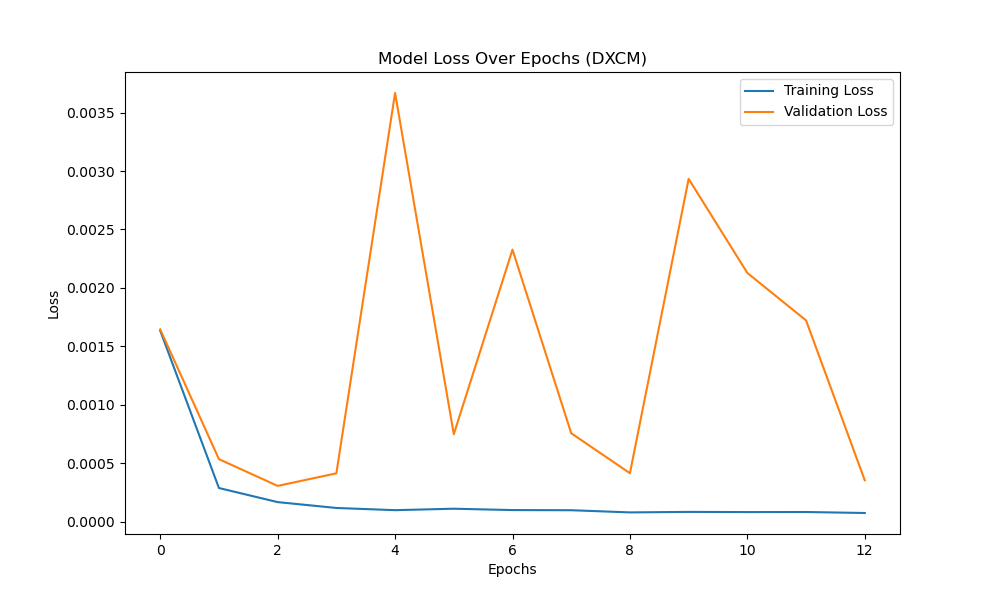 Model Loss Over Epochs (DXCM)
Training Loss
Validation Loss
0.0035
0.0030
0.0025
0.0020
0.0015
0.0010
0.0005
0.0000
Loss
0 2 4 6 8 10 12
Epochs